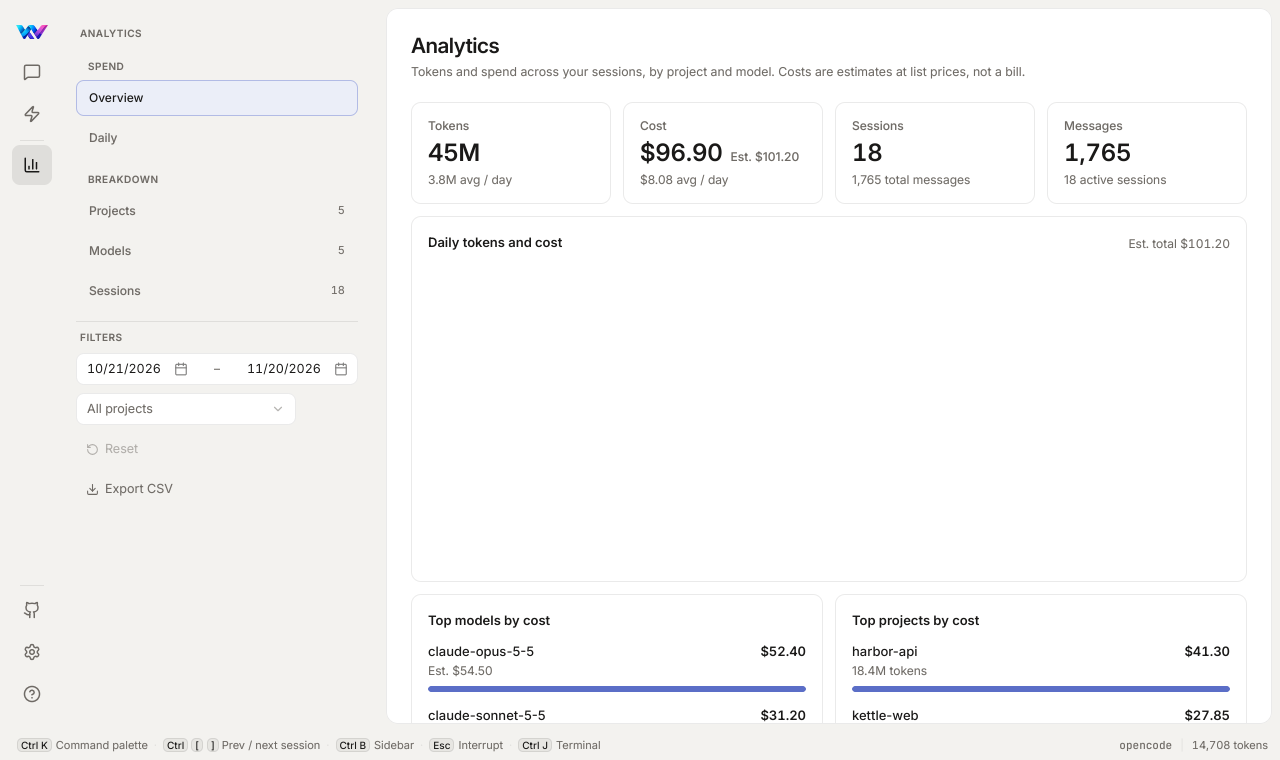 ANALYTICS
SPEND
Overview
Daily
BREAKDOWN
Projects 5
Models 5
Sessions 18
FILTERS
10/21/2026 – 11/20/2026
All projects
Reset
Export CSV
Analytics
Tokens and spend across your sessions, by project and model. Costs are estimates at list prices, not a bill.
Tokens
45M
3.8M avg / day
Cost
$96.90 Est. $101.20
$8.08 avg / day
Sessions
18
1,765 total messages
Messages
1,765
18 active sessions
Daily tokens and cost
Est. total $101.20
Top models by cost
claude-opus-5-5 $52.40
Est. $54.50
claude-sonnet-5-5 $31.20
Top projects by cost
harbor-api $41.30
18.4M tokens
kettle-web $27.85
Ctrl K Command palette Ctrl [ ] Prev / next session Ctrl B Sidebar Esc Interrupt Ctrl J Terminal
opencode 14,708 tokens